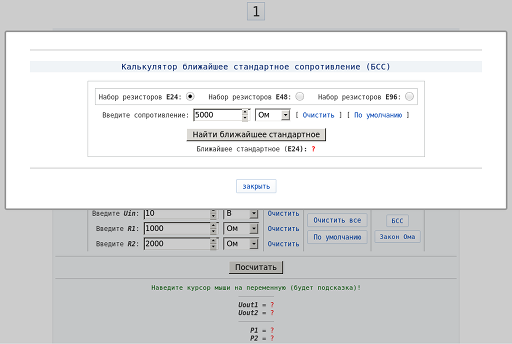 1
Калькулятор ближайшее стандартное сопротивление (БСС)
Набор резисторов E24: Набор резисторов E48: Набор резисторов E96:
Введите сопротивление: 5000 Ом [ Очистить ] [ По умолчанию ]
Найти ближайшее стандартное
Ближайшее стандартное (E24): ?
закрыть
Введите Uin: 10 В Очистить Очистить все БСС
Введите R1: 1000 Ом Очистить По умолчанию Закон Ома
Введите R2: 2000 Ом Очистить
Посчитать
Наведите курсор мыши на переменную (будет подсказка)!
Uout1 = ?
Uout2 = ?
P1 = ?
P2 = ?